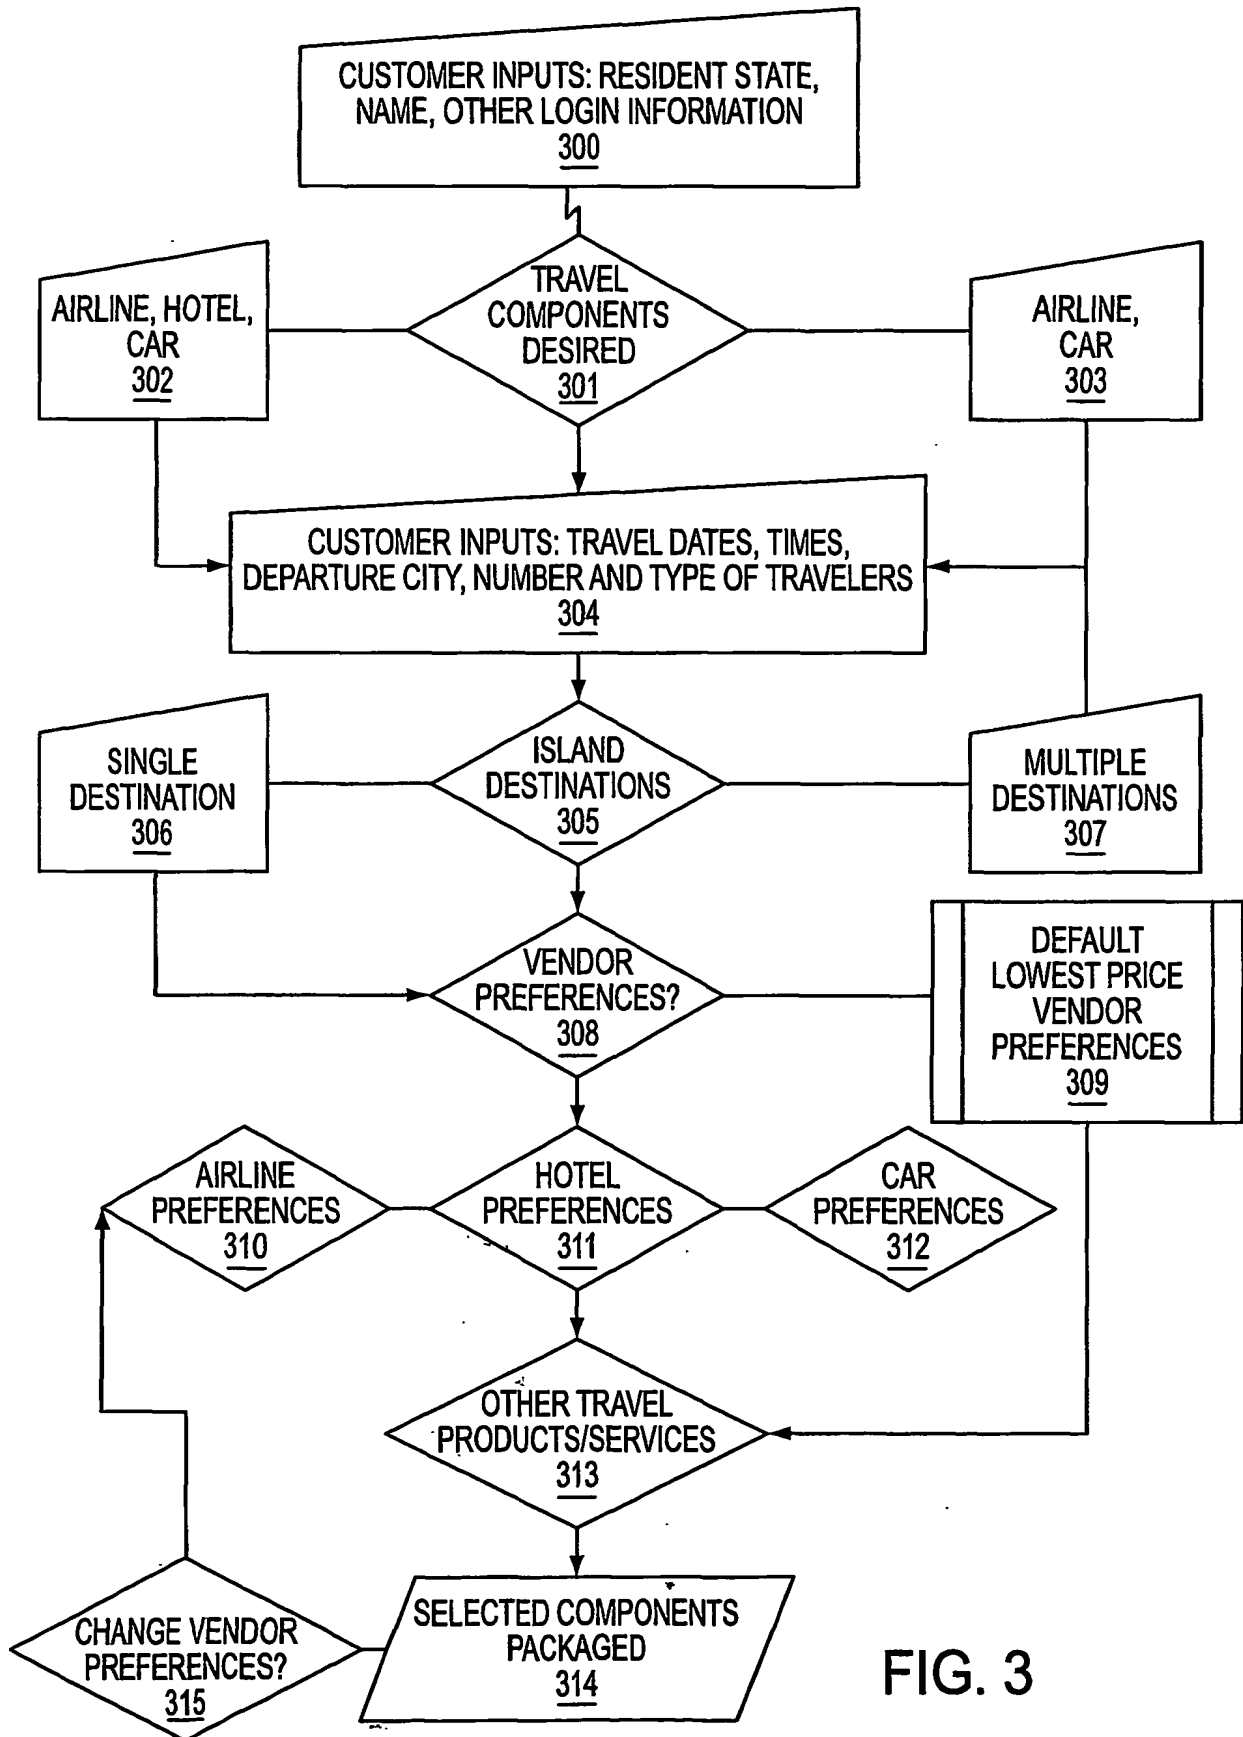 CUSTOMER INPUTS: RESIDENT STATE,
NAME, OTHER LOGIN INFORMATION
300
TRAVEL
COMPONENTS
DESIRED
301
AIRLINE, HOTEL,
CAR
302
AIRLINE,
CAR
303
CUSTOMER INPUTS: TRAVEL DATES, TIMES,
DEPARTURE CITY, NUMBER AND TYPE OF TRAVELERS
304
ISLAND
DESTINATIONS
305
SINGLE
DESTINATION
306
MULTIPLE
DESTINATIONS
307
VENDOR
PREFERENCES?
308
DEFAULT
LOWEST PRICE
VENDOR
PREFERENCES
309
AIRLINE
PREFERENCES
310
HOTEL
PREFERENCES
311
CAR
PREFERENCES
312
OTHER TRAVEL
PRODUCTS/SERVICES
313
SELECTED COMPONENTS
PACKAGED
314
CHANGE VENDOR
PREFERENCES?
315
FIG. 3